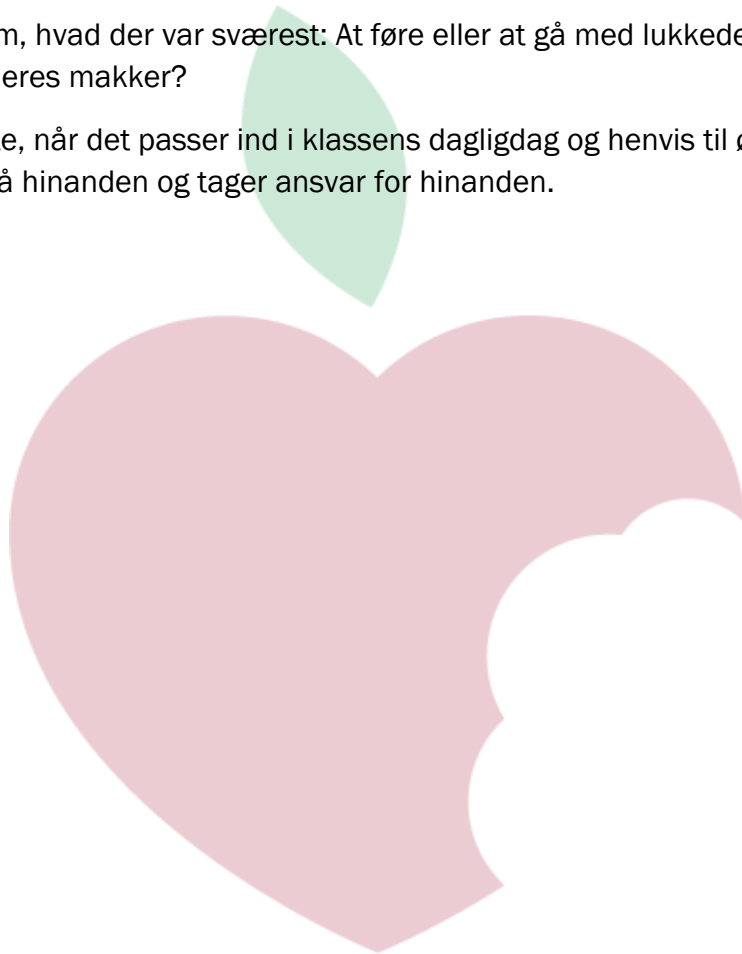 m, hvad der var sværest: At føre eller at gå med lukkede
eres makker?
e, når det passer ind i klassens dagligdag og henvis til ø
å hinanden og tager ansvar for hinanden.